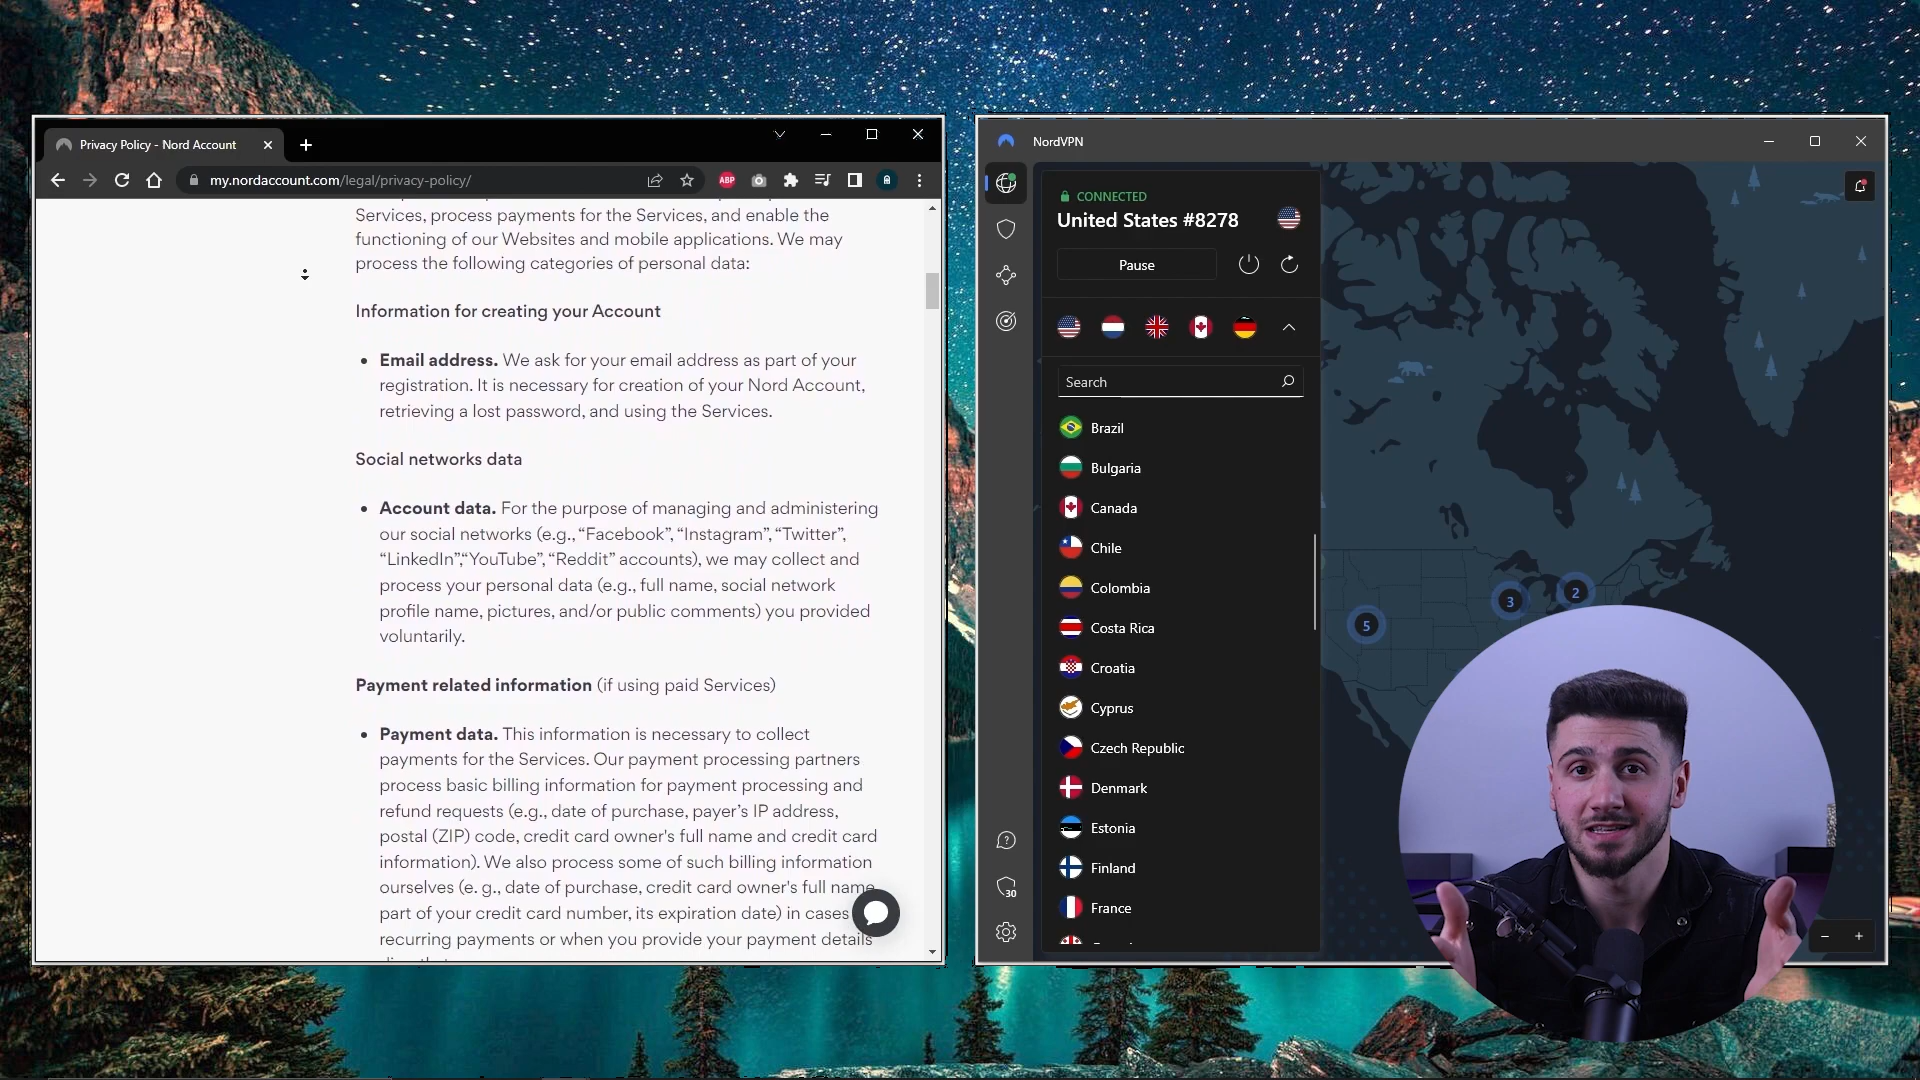 Privacy Policy - Nord Account
my.nordaccount.com/legal/privacy-policy/
ABP
Services, process payments for the Services, and enable the
functioning of our Websites and mobile applications. We may
process the following categories of personal data:
Information for creating your Account
• Email address. We ask for your email address as part of your
registration. It is necessary for creation of your Nord Account,
retrieving a lost password, and using the Services.
Social networks data
• Account data. For the purpose of managing and administering
our social networks (e.g., “Facebook”, “Instagram”, “Twitter”,
“LinkedIn”,“YouTube”, “Reddit” accounts), we may collect and
process your personal data (e.g., full name, social network
profile name, pictures, and/or public comments) you provided
voluntarily.
Payment related information (if using paid Services)
• Payment data. This information is necessary to collect
payments for the Services. Our payment processing partners
process basic billing information for payment processing and
refund requests (e.g., date of purchase, payer’s IP address,
postal (ZIP) code, credit card owner's full name and credit card
information). We also process some of such billing information
ourselves (e. g., date of purchase, credit card owner's full name,
part of your credit card number, its expiration date) in cases
recurring payments or when you provide your payment details
NordVPN
CONNECTED
United States #8278
Pause
Search
Brazil
Bulgaria
Canada
Chile
Colombia
Costa Rica
Croatia
Cyprus
Czech Republic
Denmark
Estonia
Finland
France
30
5
3
2